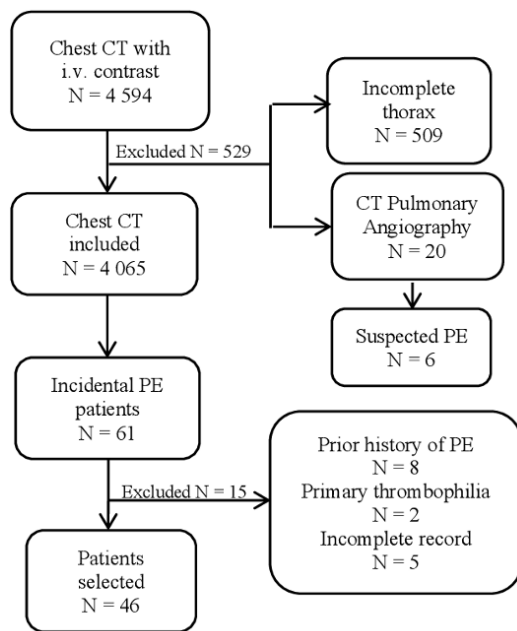 Chest CT with
i.v. contrast
N = 4 594
Excluded N = 529
Incomplete
thorax
N = 509
CT Pulmonary
Angiography
N = 20
Suspected PE
N = 6
Chest CT
included
N = 4 065
Incidental PE
patients
N = 61
Excluded N = 15
Prior history of PE
N = 8
Primary thrombophilia
N = 2
Incomplete record
N = 5
Patients
selected
N = 46